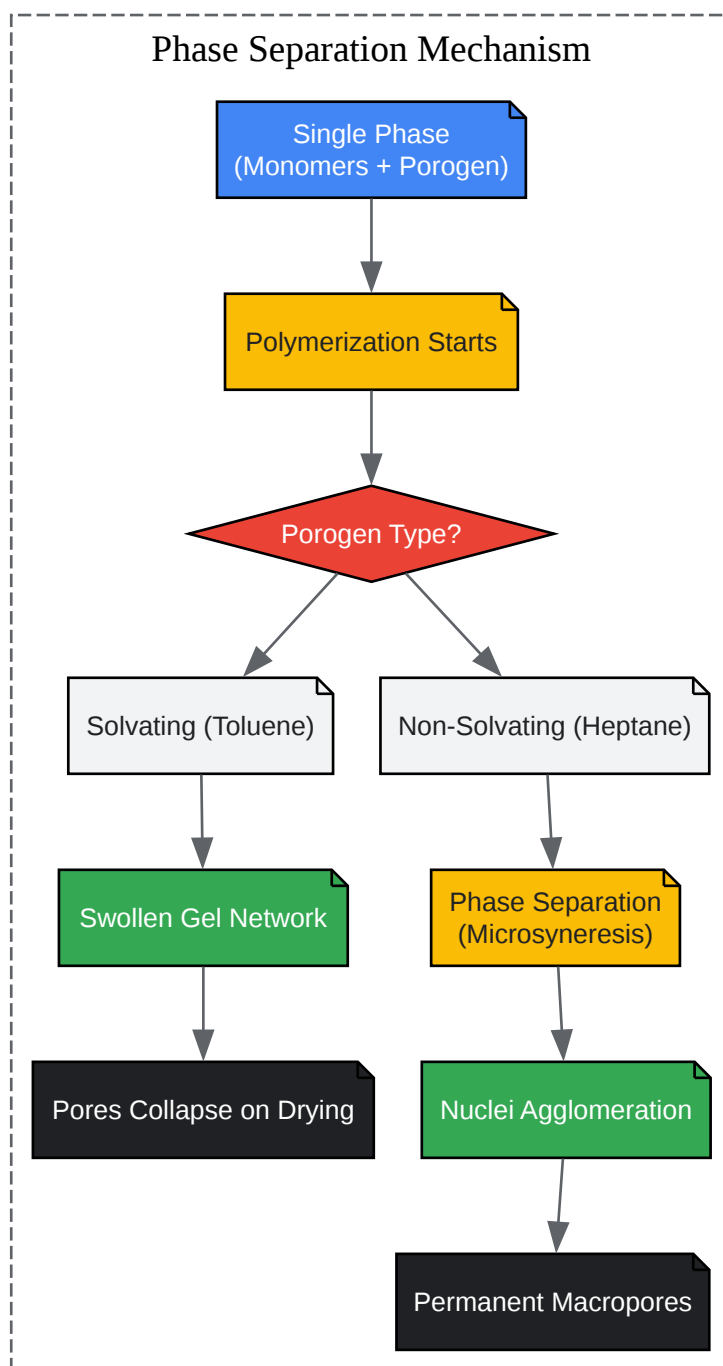 Phase Separation Mechanism
Single Phase
(Monomers + Porogen)
Polymerization Starts
Porogen Type?
Solvating (Toluene)
Non-Solvating (Heptane)
Swollen Gel Network
Phase Separation
(Microsyneresis)
Pores Collapse on Drying
Nuclei Agglomeration
Permanent Macropores